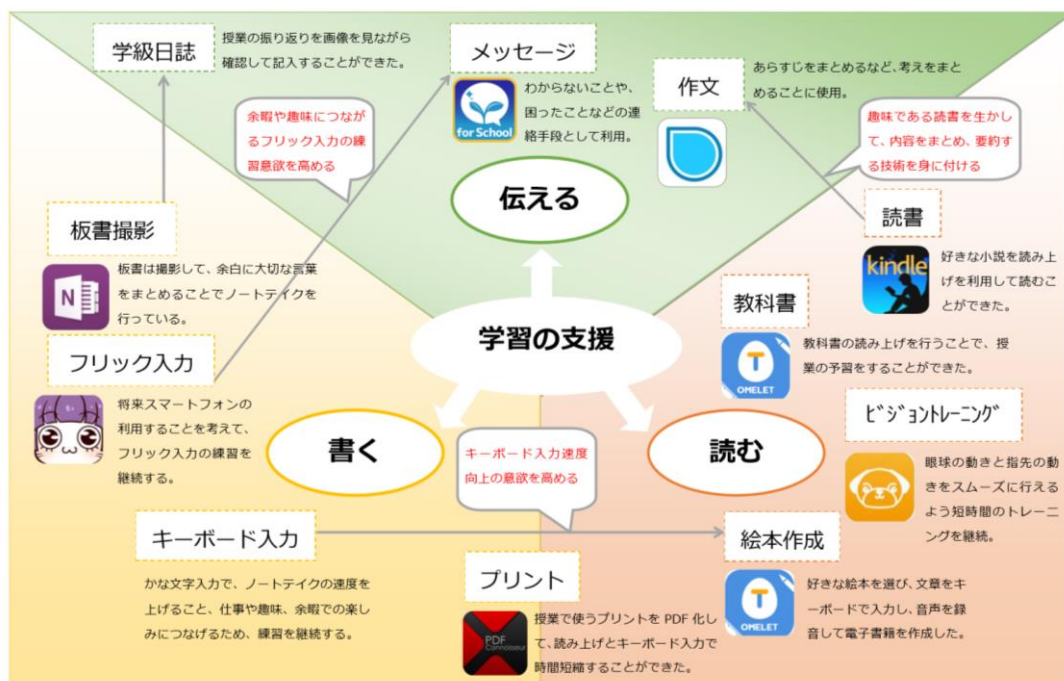 学級日誌
授業の振り返りを画像を見ながら
確認して記入することができた。
メッセージ
for School
わからないことや、
困ったことなどの連
絡手段として利用。
作文
あらすじをまとめるなど、考えをまと
めることに使用。
余暇や趣味につなが
るフリック入力の練
習意欲を高める
趣味である読書を生かし
て、内容をまとめ、要約す
る技術を身に付ける
伝える
読書
kindle
好きな小説を読み上
げを利用して読むこ
とができた。
板書撮影
N
板書は撮影して、余白に大切な言葉
をまとめることでノートテイクを
行っている。
学習の支援
教科書
OMELET
教科書の読み上げを行うことで、授
業の予習をすることができた。
フリック入力
将来スマートフォンの
利用することを考えて、
フリック入力の練習を
継続する。
書く
キーボード入力速度
向上の意欲を高める
読む
ﾋﾞｼﾞｮﾝﾄﾚｰﾆﾝｸﾞ
眼球の動きと指先の動
きをスムーズに行える
よう短時間のトレーニ
ングを継続。
キーボード入力
かな文字入力で、ノートテイクの速度を
上げること、仕事や趣味、余暇での楽し
みにつなげるため、練習を継続する。
プリント
PDF
Connoisseur
授業で使うプリントを PDF 化し
て、読み上げとキーボード入力で
時間短縮することができた。
絵本作成
OMELET
好きな絵本を選び、文章をキ
ーボードで入力し、音声を録
音して電子書籍を作成した。